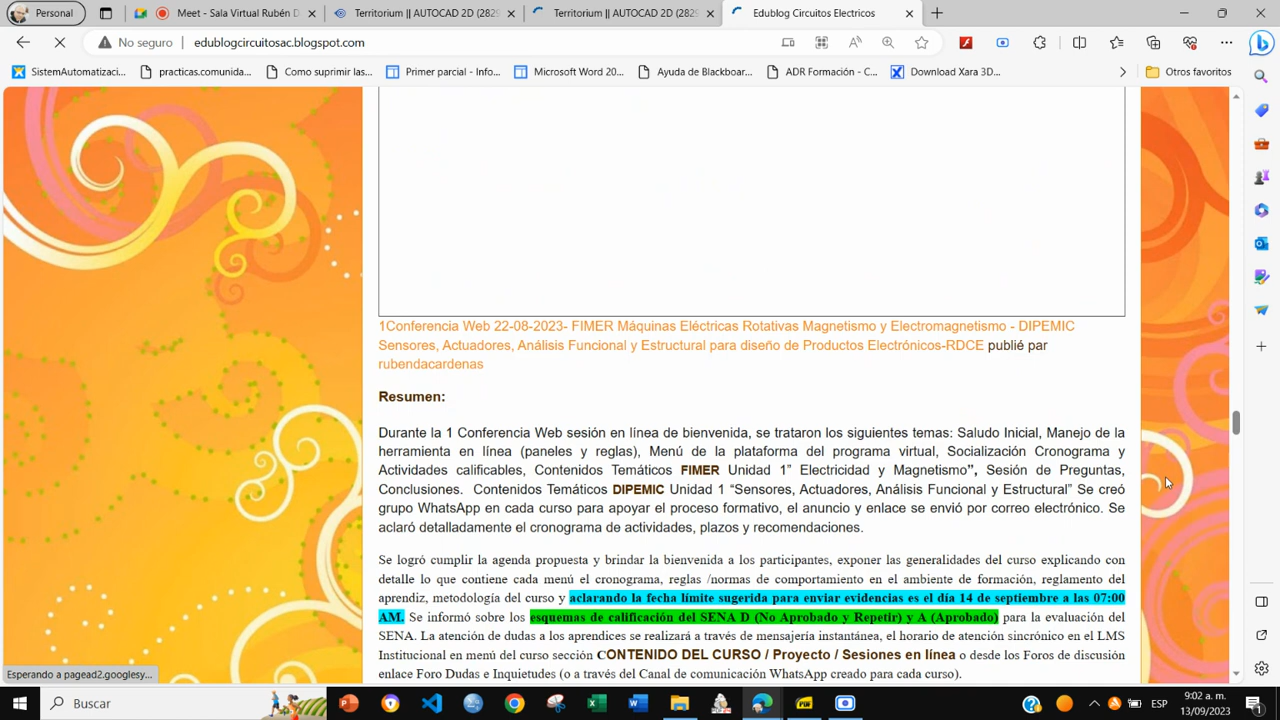 Personal
Meet - Sala Virtual Rubén D
Territorium || AUTOCAD 2D (282
Territorium || AUTOCAD 2D (282
Edublog Circuitos Electricos
No seguro
edublogcircuitosac.blogspot.com
SistemAutomatizaci...
practicas.comunida...
Como suprimir las...
Primer parcial - Info...
Microsoft Word 20...
Ayuda de Blackboar...
ADR Formación - C...
Download Xara 3D...
Otros favoritos
1Conferencia Web 22-08-2023- FIMER Máquinas Eléctricas Rotativas Magnetismo y Electromagnetismo - DIPEMIC
Sensores, Actuadores, Análisis Funcional y Estructural para diseño de Productos Electrónicos-RDCE publié par
rubendacardenas
Resumen:
Durante la 1 Conferencia Web sesión en línea de bienvenida, se trataron los siguientes temas: Saludo Inicial, Manejo de la
herramienta en línea (paneles y reglas), Menú de la plataforma del programa virtual, Socialización Cronograma y
Actividades calificables, Contenidos Temáticos FIMER Unidad 1” Electricidad y Magnetismo”, Sesión de Preguntas,
Conclusiones. Contenidos Temáticos DIPEMIC Unidad 1 “Sensores, Actuadores, Análisis Funcional y Estructural” Se creó
grupo WhatsApp en cada curso para apoyar el proceso formativo, el anuncio y enlace se envió por correo electrónico. Se
aclaró detalladamente el cronograma de actividades, plazos y recomendaciones.
Se logró cumplir la agenda propuesta y brindar la bienvenida a los participantes, exponer las generalidades del curso explicando con
detalle lo que contiene cada menú el cronograma, reglas /normas de comportamiento en el ambiente de formación, reglamento del
aprendiz, metodología del curso y aclarando la fecha límite sugerida para enviar evidencias es el día 14 de septiembre a las 07:00
AM. Se informó sobre los esquemas de calificación del SENA D (No Aprobado y Repetir) y A (Aprobado) para la evaluación del
SENA. La atención de dudas a los aprendices se realizará a través de mensajería instantánea, el horario de atención sincrónico en el LMS
Institucional en menú del curso sección CONTENIDO DEL CURSO / Proyecto / Sesiones en línea o desde los Foros de discusión
enlace Foro Dudas e Inquietudes (o a través del Canal de comunicación WhatsApp creado para cada curso).
Esperando a pagead2.googlesy...
Buscar
ESP
9:02 a. m.
13/09/2023